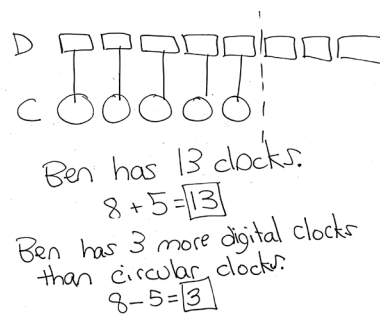 D
C
Ben has 13 clocks.
8 + 5 = 13
Ben has 3 more digital clocks
than circular clocks.
8 - 5 = 3